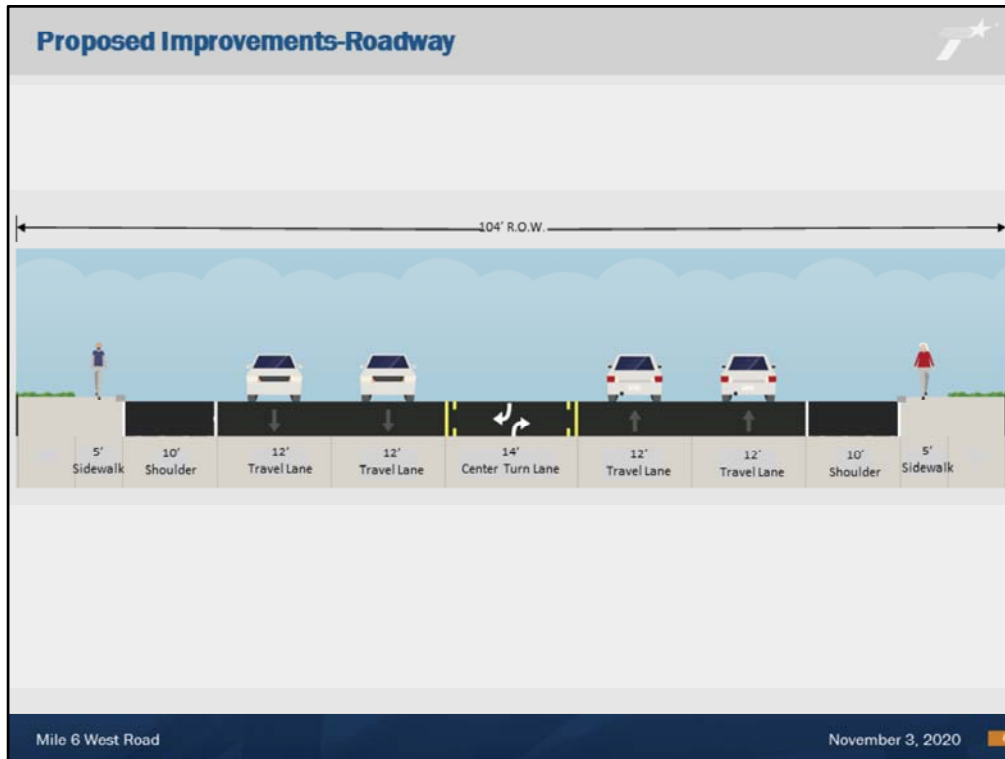 Proposed Improvements-Roadway
104' R.O.W.
5' 10' 12' 12' 14' 12' 12' 10' 5'
Sidewalk Shoulder Travel Lane Travel Lane Center Turn Lane Travel Lane Travel Lane Shoulder Sidewalk
Mile 6 West Road November 3, 2020